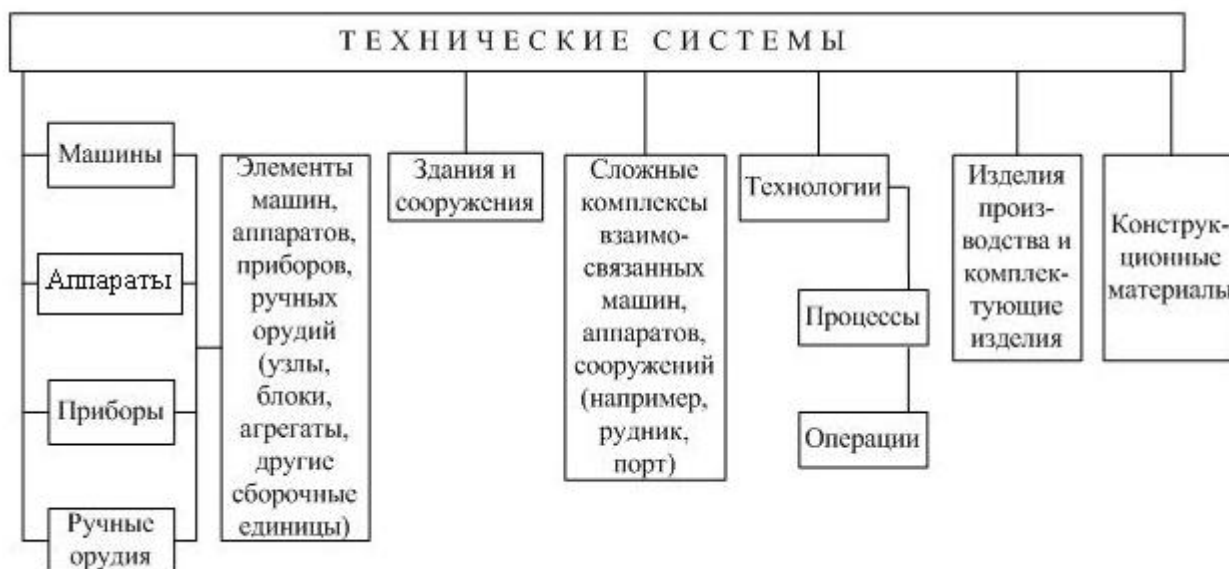 ТЕХНИЧЕСКИЕ СИСТЕМЫ
Машины
Аппараты
Приборы
Ручные
орудия
Элементы
машин,
аппаратов,
приборов,
ручных
орудий
(узлы,
блоки,
агрегаты,
другие
сборочные
единицы)
Здания и
сооружения
Сложные
комплексы
взаимо-
связанных
машин,
аппаратов,
сооружений
(например,
рудник,
порт)
Технологии
Процессы
Операции
Изделия
произ-
водства и
комплек-
тующие
изделия
Конструк-
ционные
материалы